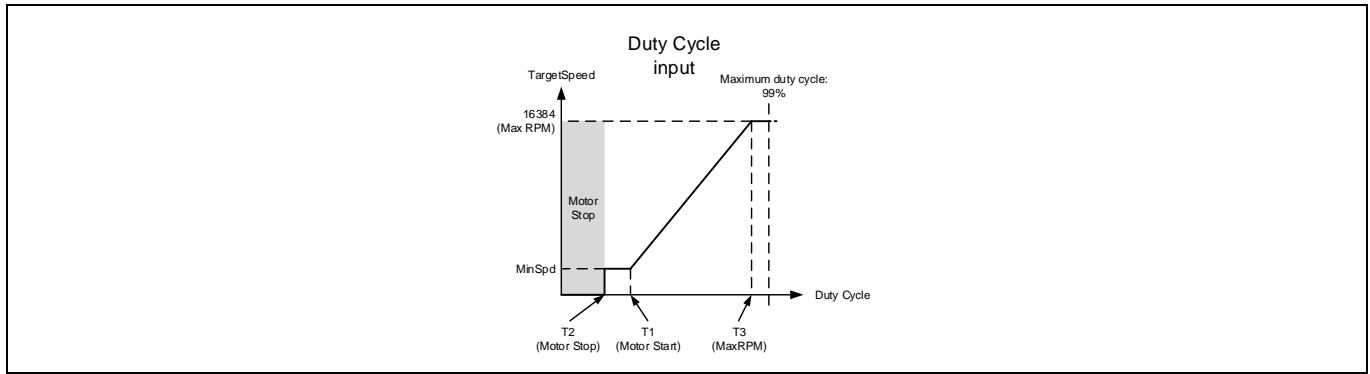 Duty Cycle
input
TargetSpeed
Maximum duty cycle:
99%
16384
(Max RPM)
Motor
Stop
MinSpd
Duty Cycle
T2
(Motor Stop)
T1
(Motor Start)
T3
(MaxRPM)